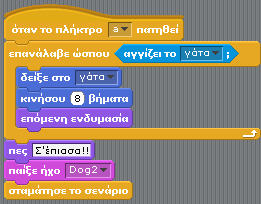 όταν το πλήκτρο a πατηθεί
επανάλαβε ώσπου αγγίζει το γάτα ;
δείξε στο γάτα
κινήσου 8 βήματα
επόμενη ενδυμασία
πες Σ'έπιασα!!
παίξε ήχο Dog2
σταμάτησε το σενάριο